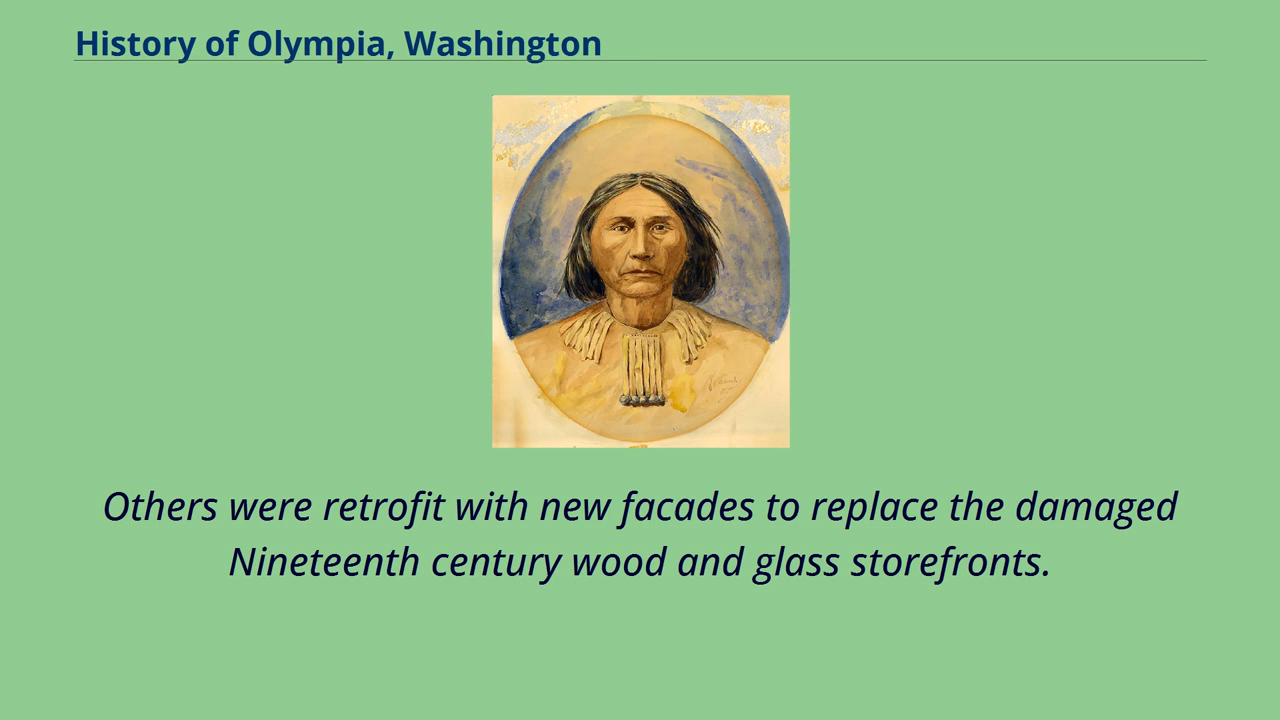 History of Olympia, Washington
Others were retrofit with new facades to replace the damaged
Nineteenth century wood and glass storefronts.